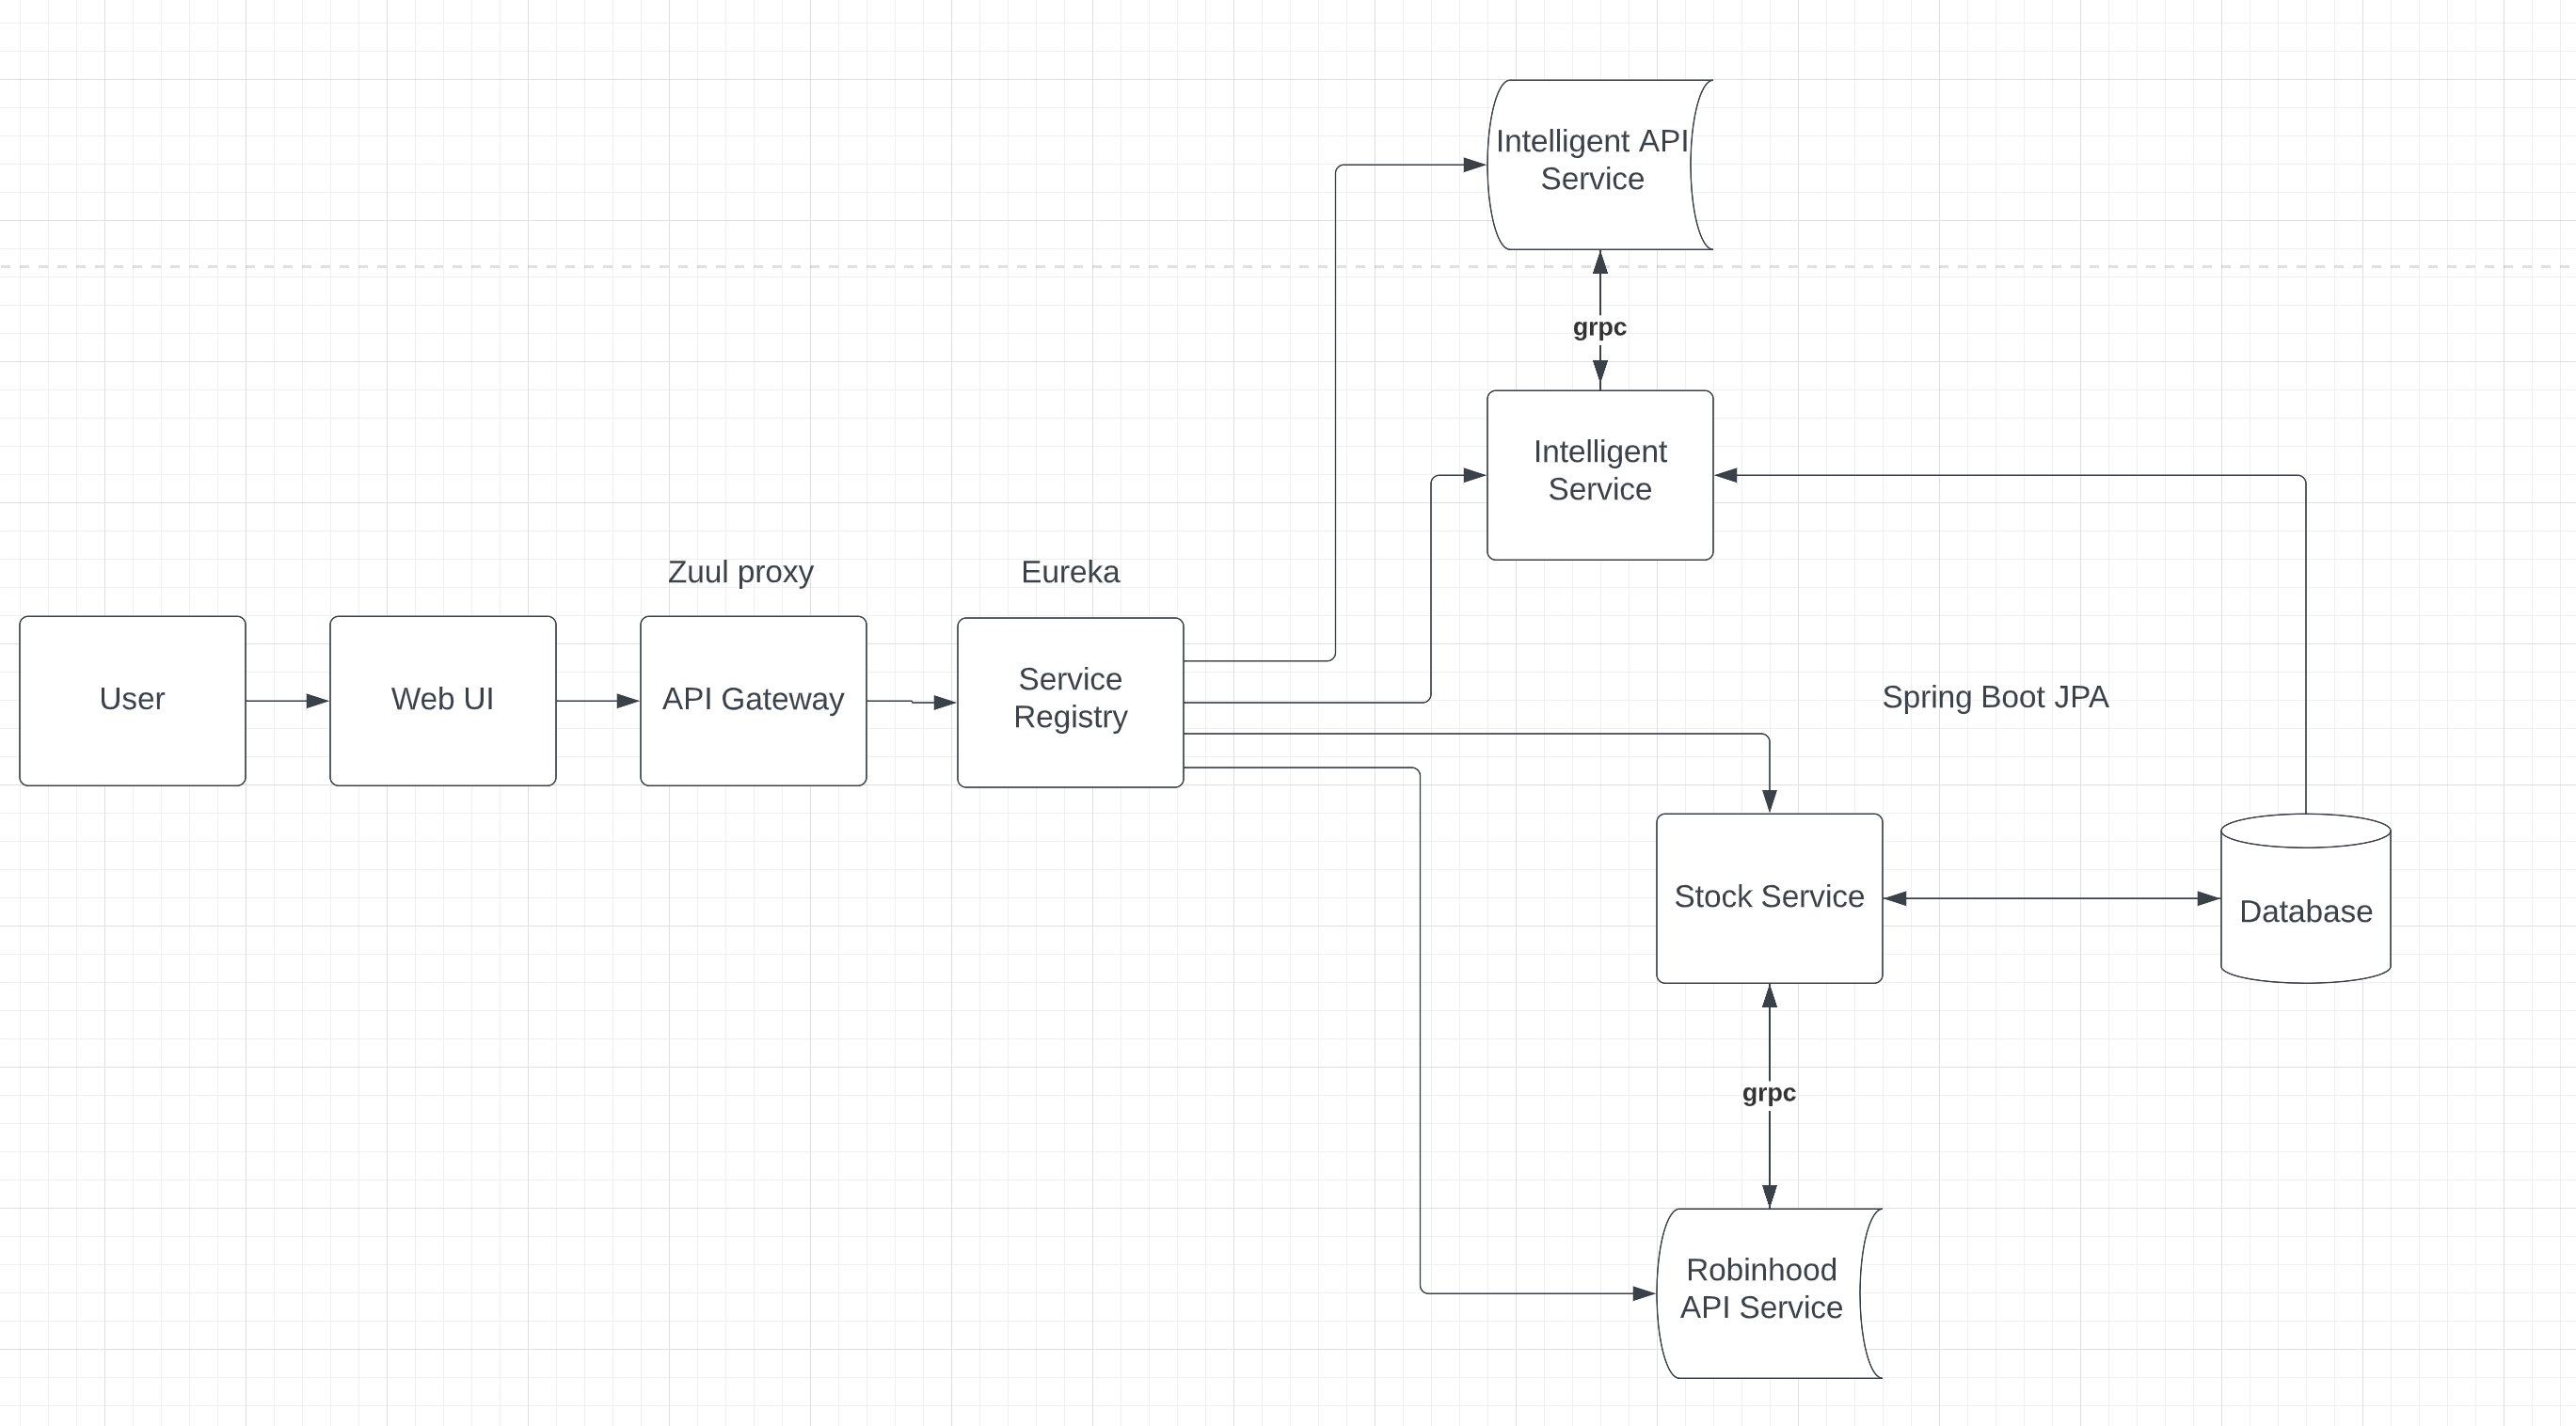 Intelligent API
Service
grpc
Intelligent
Service
Zuul proxy
Eureka
User
Web UI
API Gateway
Service
Registry
Spring Boot JPA
Stock Service
Database
grpc
Robinhood
API Service